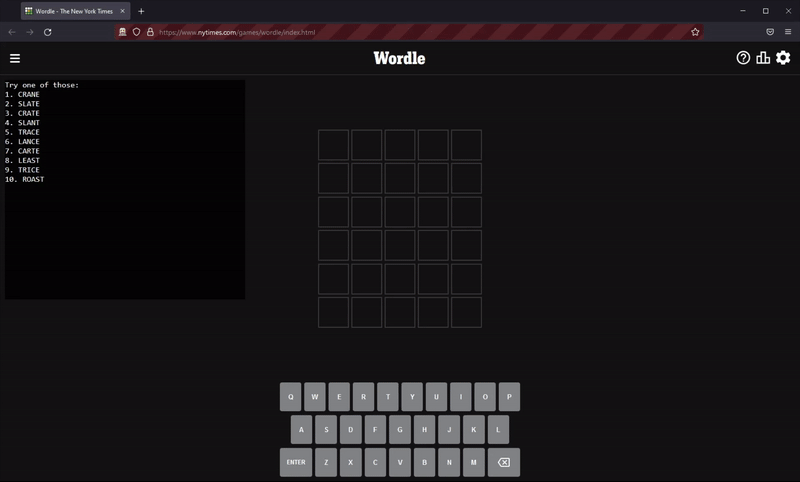 Wordle - The New York Times
https://www.nytimes.com/games/wordle/index.html
Wordle
Try one of those:
1. CRANE
2. SLATE
3. CRATE
4. SLANT
5. TRACE
6. LANCE
7. CARTE
8. LEAST
9. TRICE
10. ROAST
Q W E R T Y U I O P
A S D F G H J K L
ENTER Z X C V B N M